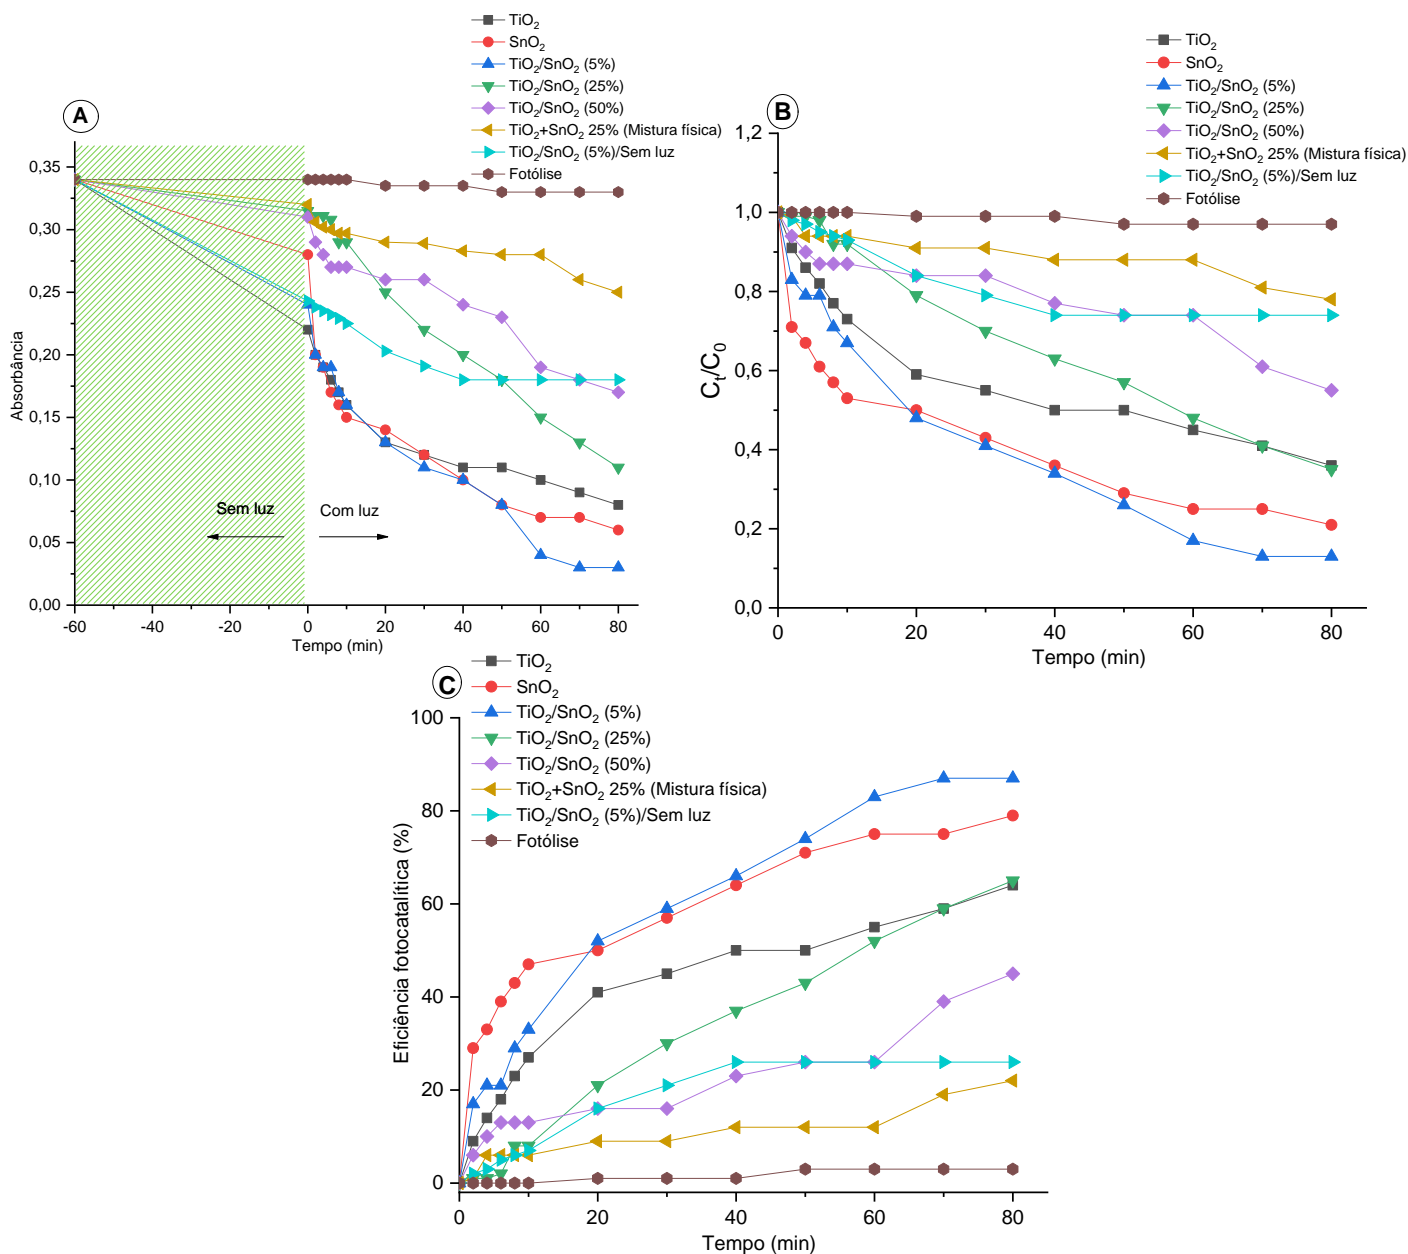 TiO2
SnO2
TiO2/SnO2 (5%)
TiO2/SnO2 (25%)
TiO2/SnO2 (50%)
TiO2+SnO2 25% (Mistura física)
TiO2/SnO2 (5%)/Sem luz
Fotólise
A
0,35
0,30
0,25
0,20
0,15
0,10
0,05
0,00
Absorbância
Sem luz
Com luz
-60
-40
-20
0
20
40
60
80
Tempo (min)
TiO2
SnO2
TiO2/SnO2 (5%)
TiO2/SnO2 (25%)
TiO2/SnO2 (50%)
TiO2+SnO2 25% (Mistura física)
TiO2/SnO2 (5%)/Sem luz
Fotólise
B
1,2
1,0
0,8
0,6
0,4
0,2
0,0
Ct/C0
0
20
40
60
80
Tempo (min)
C
TiO2
SnO2
TiO2/SnO2 (5%)
TiO2/SnO2 (25%)
TiO2/SnO2 (50%)
TiO2+SnO2 25% (Mistura física)
TiO2/SnO2 (5%)/Sem luz
Fotólise
100
80
60
40
20
0
Eficiência fotocatalítica (%)
0
20
40
60
80
Tempo (min)